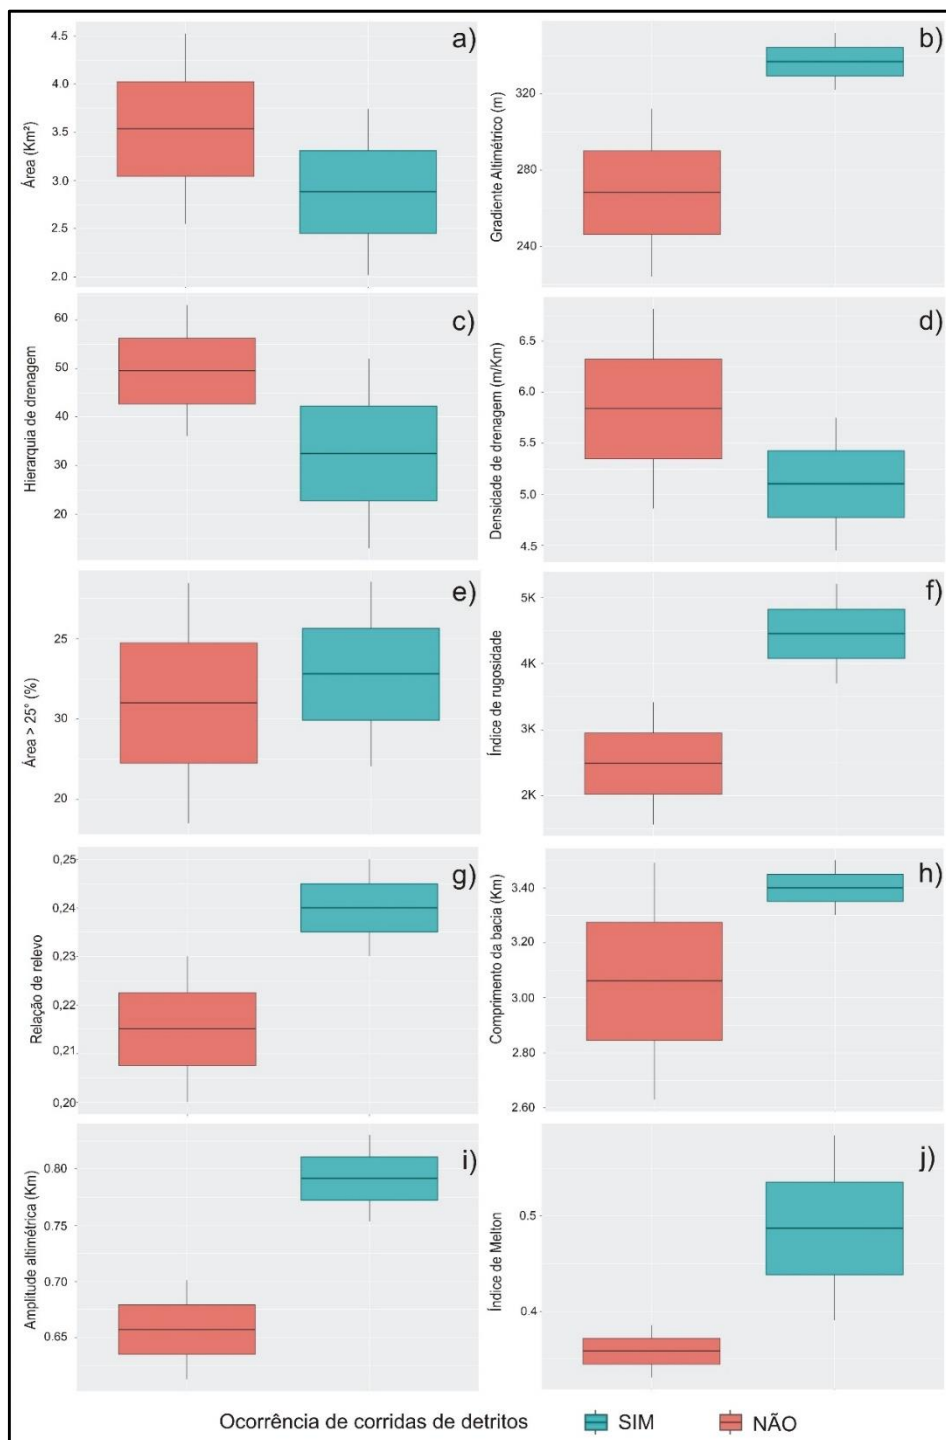 a)
Área (Km²)
4.5
4.0
3.5
3.0
2.5
2.0
b)
Gradiente Altimétrico (m)
320
280
240
c)
Hierarquia de drenagem
60
50
40
30
20
d)
Densidade de drenagem (m/Km)
6.5
6.0
5.5
5.0
4.5
e)
Área > 25° (%)
25
30
20
f)
Índice de rugosidade
5K
4K
3K
2K
g)
Relação de relevo
0,25
0,24
0,23
0,22
0,21
0,20
h)
Comprimento da bacia (Km)
3.40
3.20
3.00
2.80
2.60
i)
Amplitude altimétrica (Km)
0.80
0.75
0.70
0.65
j)
Índice de Melton
0.5
0.4
Ocorrência de corridas de detritos SIM NÃO